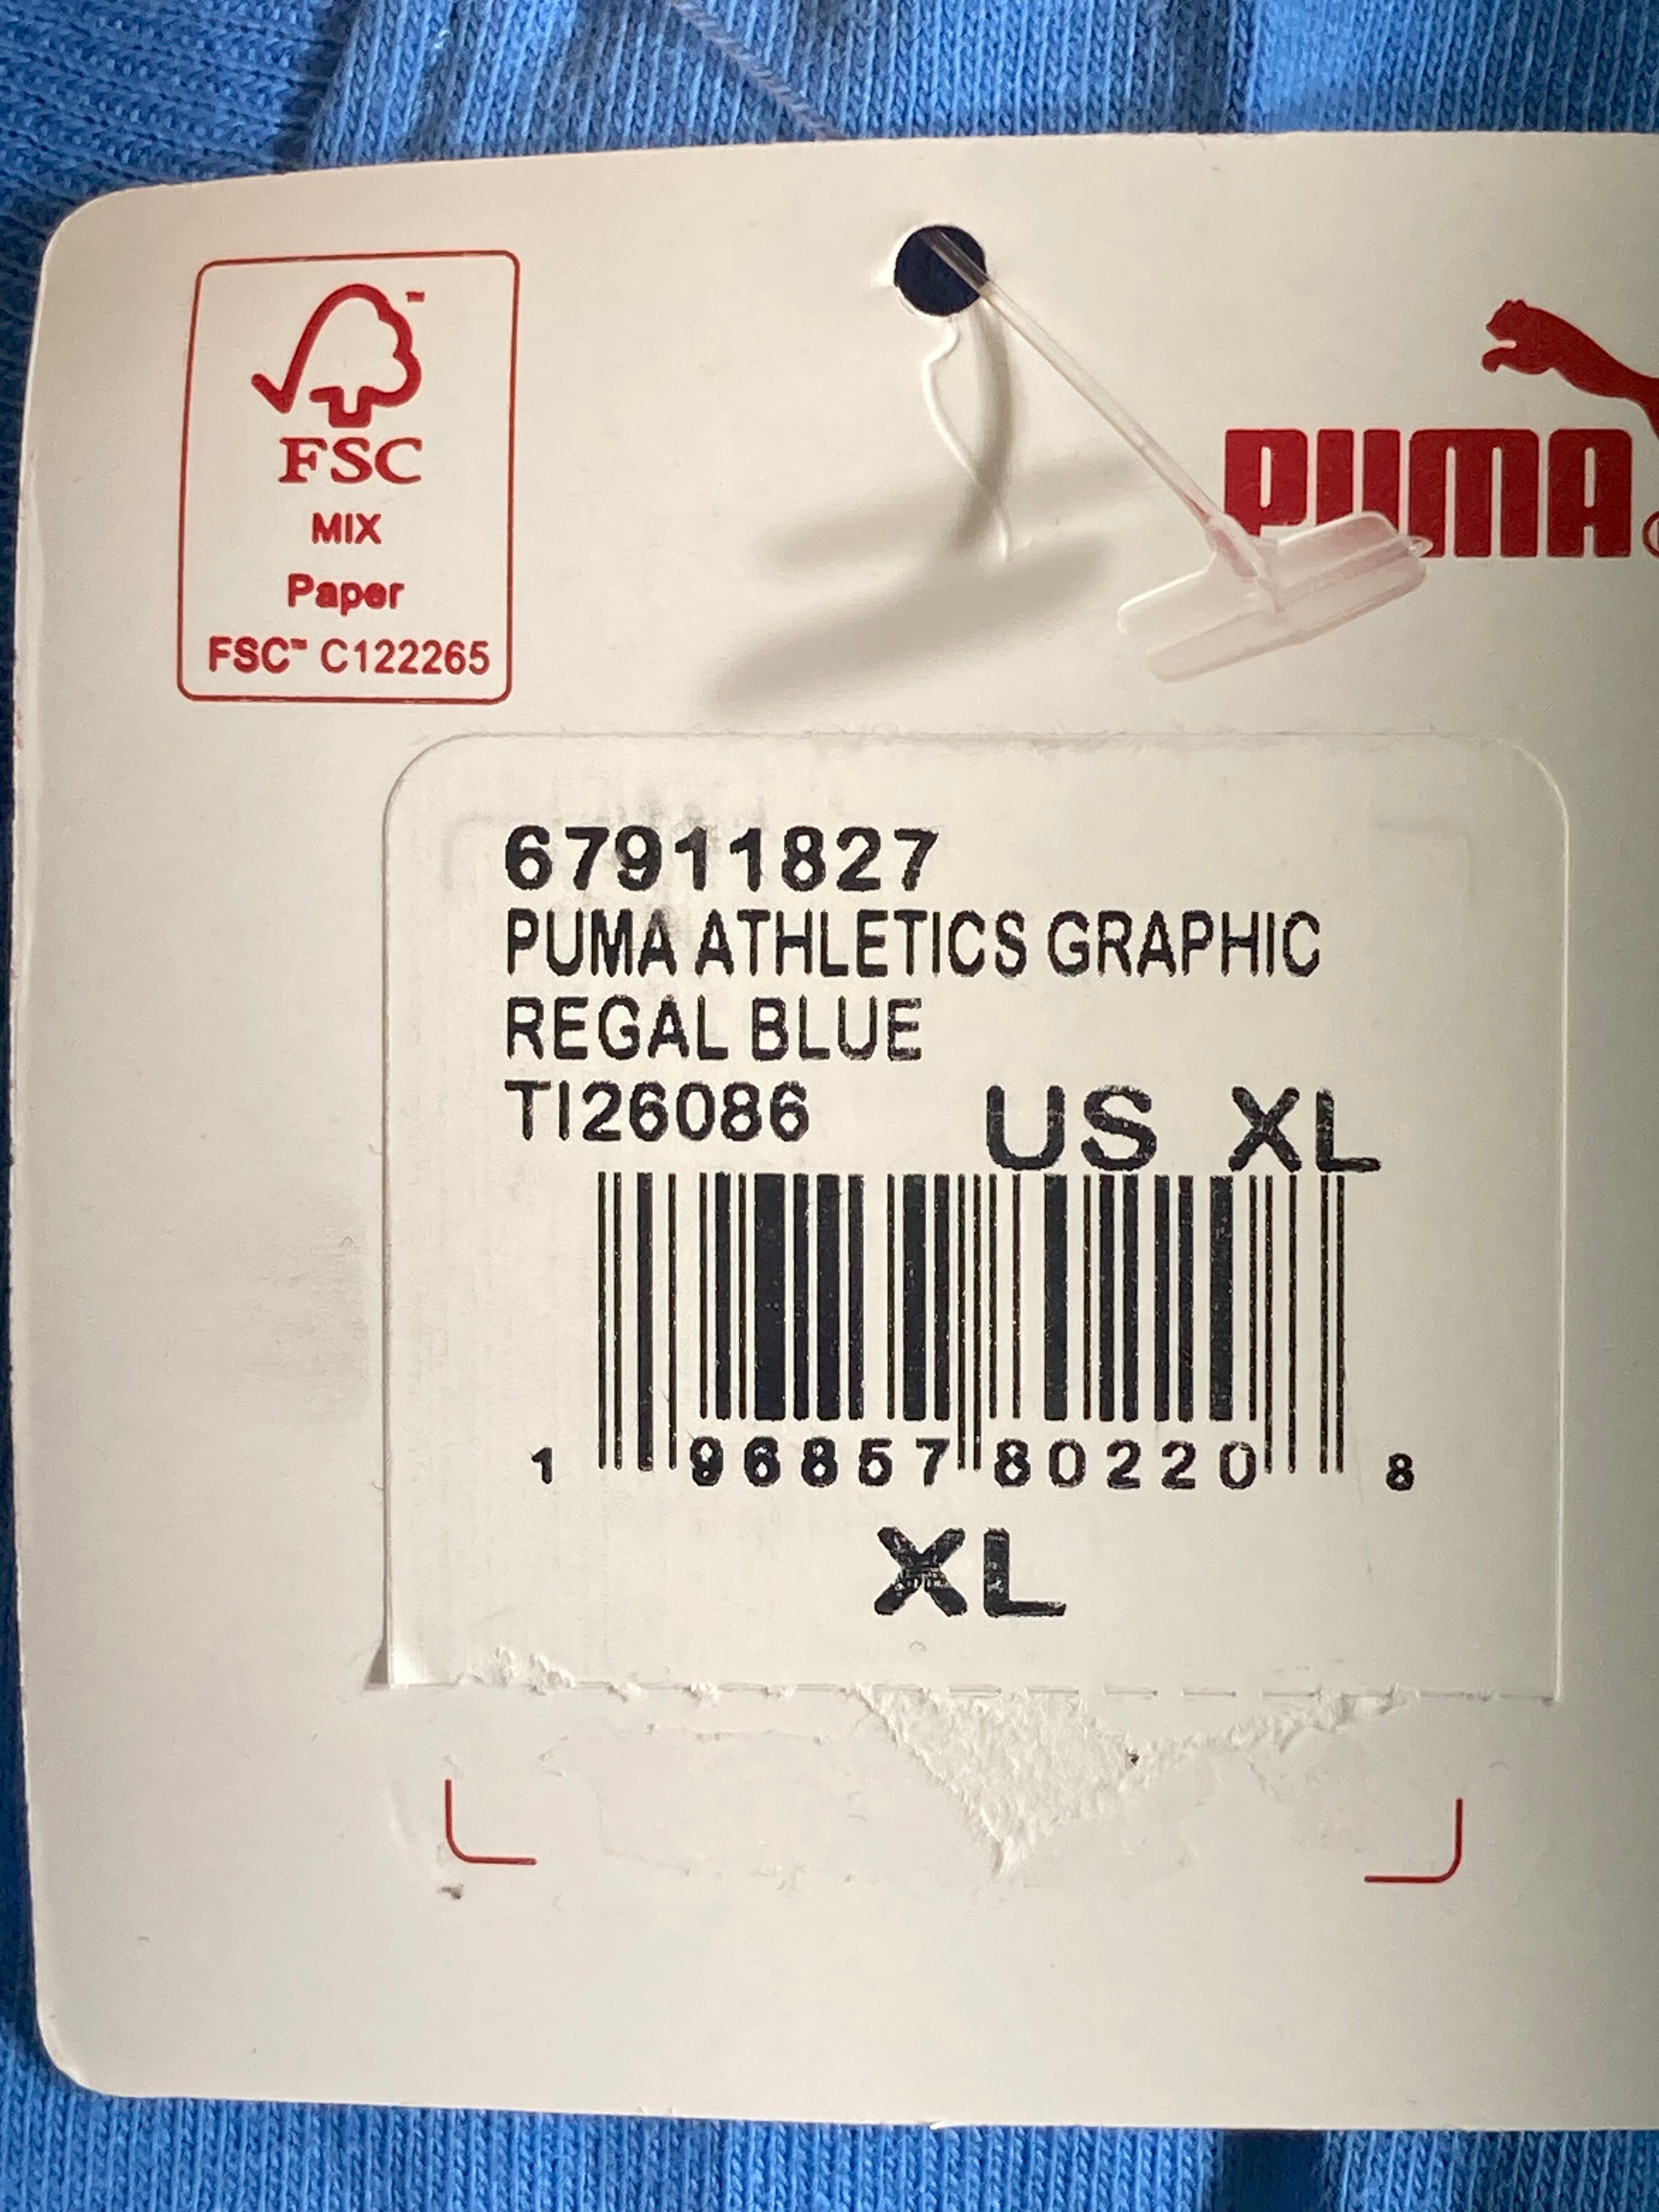 ™
FSC
MIX
Paper
FSC™ C122265
PUMA
67911827
PUMA ATHLETICS GRAPHIC
REGAL BLUE
TI26086 US XL
1 96857 80220 8
XL